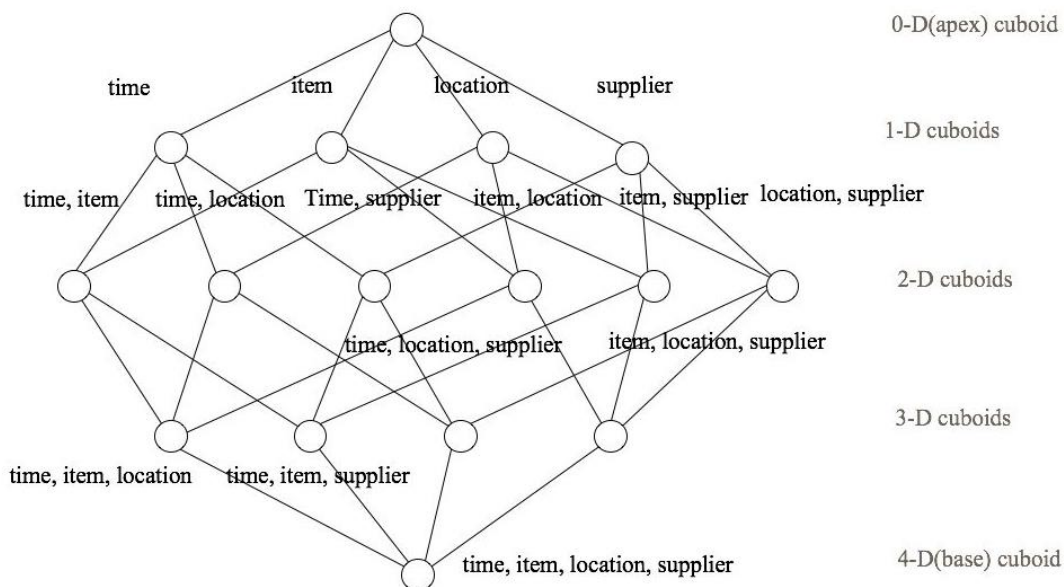 0-D(apex) cuboid
time
item
location
supplier
1-D cuboids
time, item
time, location
Time, supplier
item, location
item, supplier
location, supplier
2-D cuboids
time, location, supplier
item, location, supplier
3-D cuboids
time, item, location
time, item, supplier
time, item, location, supplier
4-D(base) cuboid